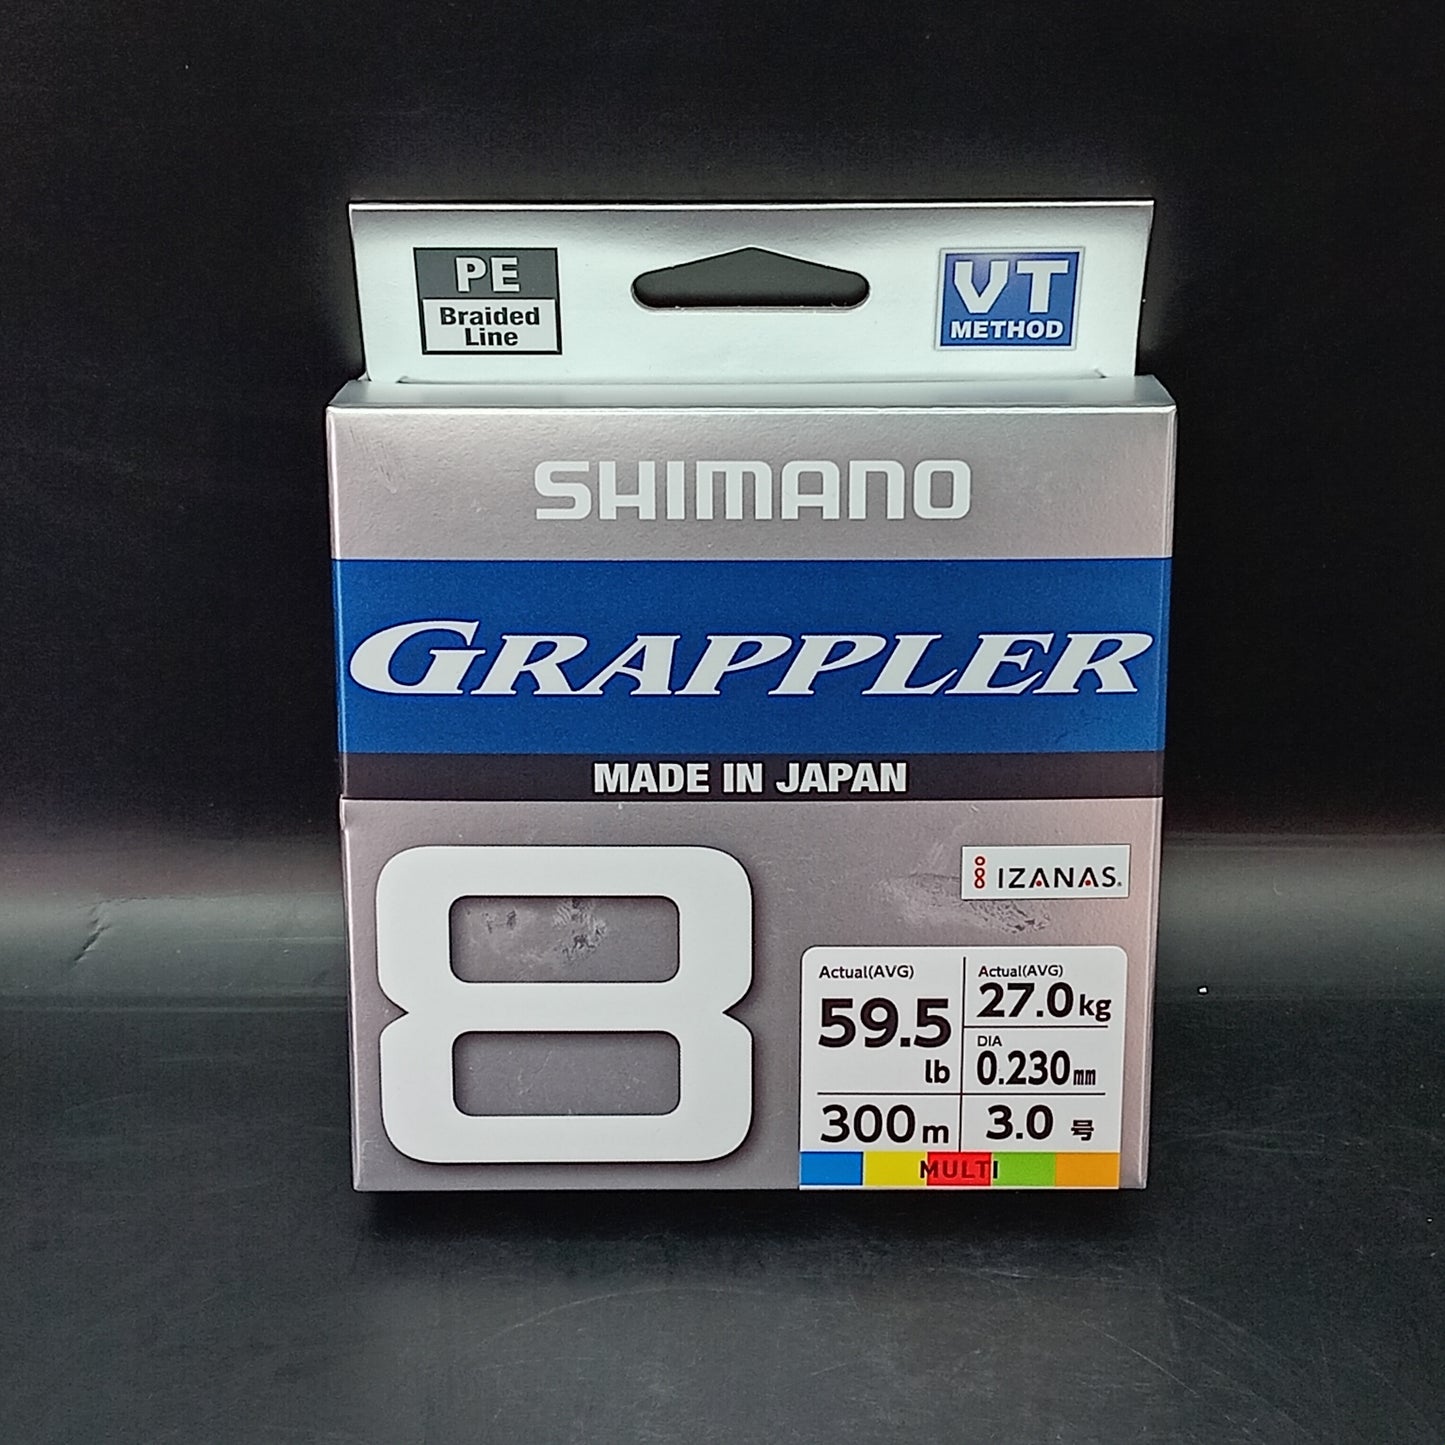 PE
Braided
Line
VT
METHOD
SHIMANO
GRAPPLER
MADE IN JAPAN
8
IZANAS®
Actual(AVG)
59.5
lb
Actual(AVG)
27.0kg
DIA
0.230mm
300m
3.0 号
MULTI